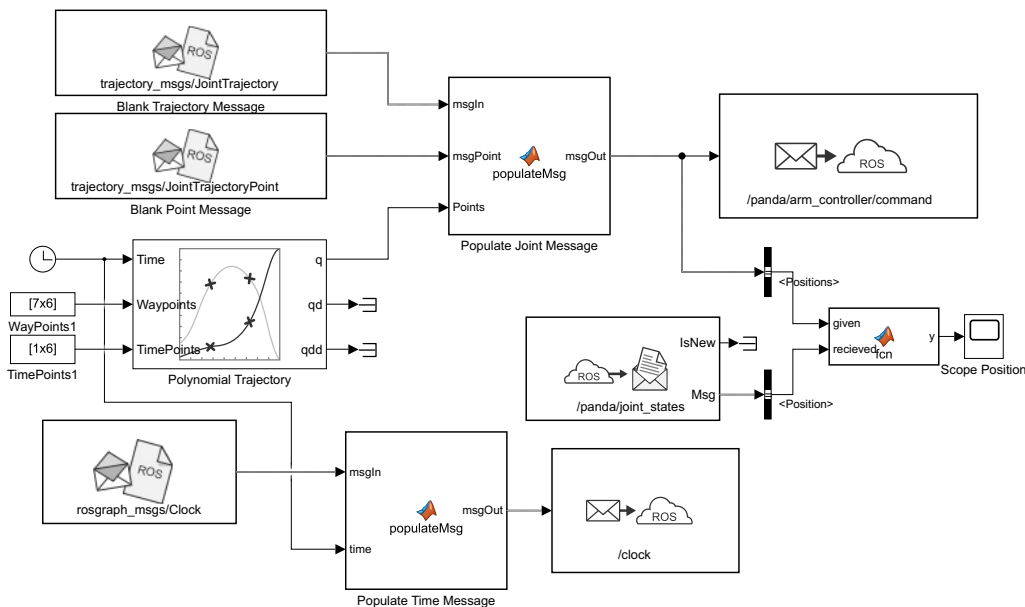 ROS
trajectory_msgs/JointTrajectory
Blank Trajectory Message
ROS
trajectory_msgs/JointTrajectoryPoint
Blank Point Message
msgIn
msgPoint
Points
populateMsg
msgOut
Populate Joint Message
ROS
/panda/arm_controller/command
Time
Waypoints
TimePoints
q
qd
qdd
Polynomial Trajectory
[7x6]
WayPoints1
[1x6]
TimePoints1
<Positions>
ROS
/panda/joint_states
IsNew
Msg
<Position>
given
recieved
fcn
y
Scope Position
ROS
rosgraph_msgs/Clock
msgIn
time
populateMsg
msgOut
Populate Time Message
ROS
/clock